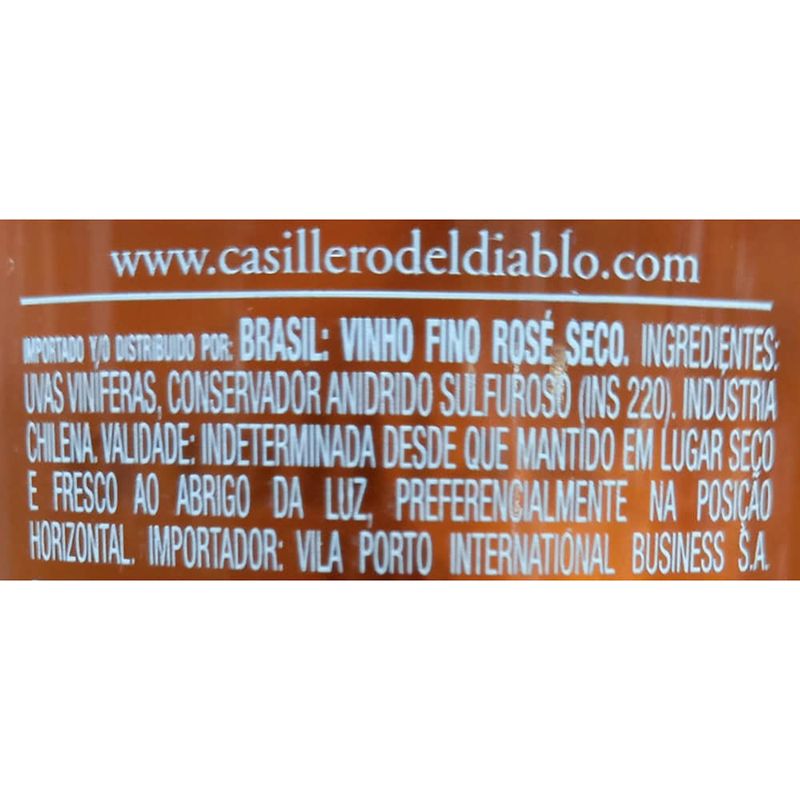 www.casillerodeldiablo.com
IMPORTADO Y/O DISTRIBUIDO POR: BRASIL: VINHO FINO ROSÉ SECO. INGREDIENTES:
UVAS VINÍFERAS, CONSERVADOR ANIDRIDO SULFUROSO (INS 220). INDÚSTRIA
CHILENA. VALIDADE: INDETERMINADA DESDE QUE MANTIDO EM LUGAR SECO
E FRESCO AO ABRIGO DA LUZ, PREFERENCIALMENTE NA POSIÇÃO
HORIZONTAL. IMPORTADOR: VILA PORTO INTERNATIONAL BUSINESS S.A.